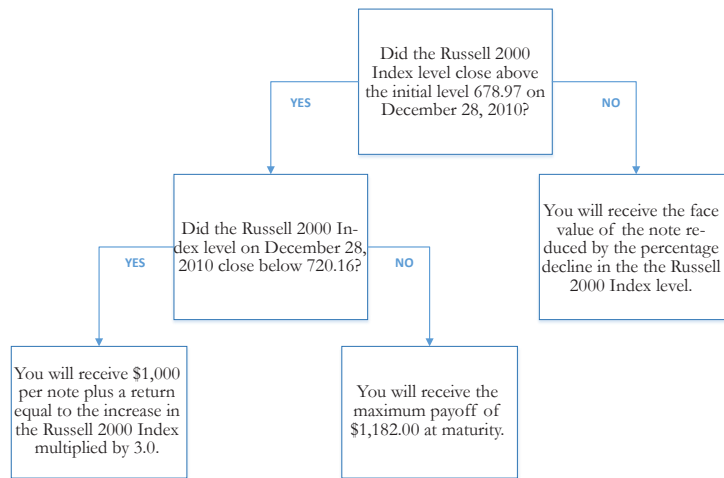 Did the Russell 2000
Index level close above
the initial level 678.97 on
December 28, 2010?
YES
NO
Did the Russell 2000 In-
dex level on December 28,
2010 close below 720.16?
You will receive the face
value of the note re-
duced by the percentage
decline in the the Russell
2000 Index level.
YES
NO
You will receive $1,000
per note plus a return
equal to the increase in
the Russell 2000 Index
multiplied by 3.0.
You will receive the
maximum payoff of
$1,182.00 at maturity.